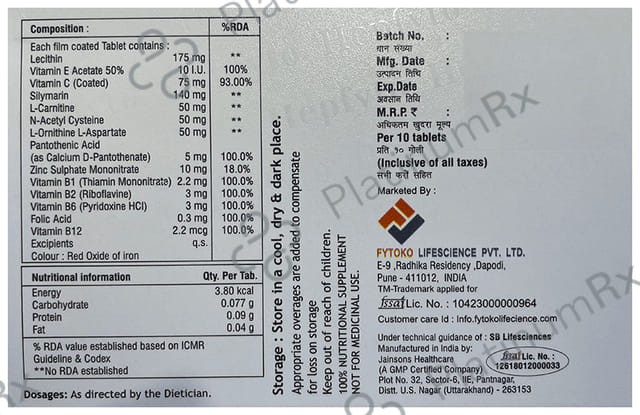 Composition : %RDA
Each film coated Tablet contains :
Lecithin 175 mg **
Vitamin E Acetate 50% 10 I.U. 100%
Vitamin C (Coated) 75 mg 93.00%
Silymarin 140 mg **
L-Carnitine 50 mg **
N-Acetyl Cysteine 50 mg **
L-Ornithine L-Aspartate 50 mg **
Pantothenic Acid
(as Calcium D-Pantothenate) 5 mg 100.0%
Zinc Sulphate Mononitrate 10 mg 18.0%
Vitamin B1 (Thiamin Mononitrate) 2.2 mg 100.0%
Vitamin B2 (Riboflavine) 3 mg 100.0%
Vitamin B6 (Pyridoxine HCl) 3 mg 100.0%
Folic Acid 0.3 mg 100.0%
Vitamin B12 2.2 mcg 100.0%
Excipients q.s.
Colour : Red Oxide of iron
Nutritional information Qty. Per Tab.
Energy 3.80 kcal
Carbohydrate 0.077 g
Protein 0.09 g
Fat 0.04 g
% RDA value established based on ICMR
Guideline & Codex
**No RDA established
Dosages: As directed by the Dietician.
Storage : Store in a cool, dry & dark place.
Appropriate overages are added to compensate
for loss on storage
Keep out of reach of children.
100% NUTRITIONAL SUPPLEMENT
NOT FOR MEDICINAL USE.
Batch No. :
घान संख्या
Mfg. Date :
उत्पादन तिथि
Exp.Date :
अवसान तिथि
M.R.P. ₹ :
अधिकतम खुदरा मूल्य
Per 10 tablets
प्रति १० गोली
(Inclusive of all taxes)
सभी करों सहित
Marketed By :
FYTOKO LIFESCIENCE PVT. LTD.
E-9 ,Radhika Residency ,Dapodi,
Pune - 411012, INDIA
TM-Trademark applied for
fssai Lic. No. : 10423000000964
Customer care Id : Info.fytokolifecience.com
Under technical guidance of : SB Lifesciences
Manufactured in India by:
Jainsons Healthcare
(A GMP Certified Company)
Plot No. 32, Sector-6, IIE, Pantnagar,
Distt. U.S. Nagar (Uttarakhand) - 263153
fssai Lic. No. :
12618012000033
PlatinumRx
PlatinumRx